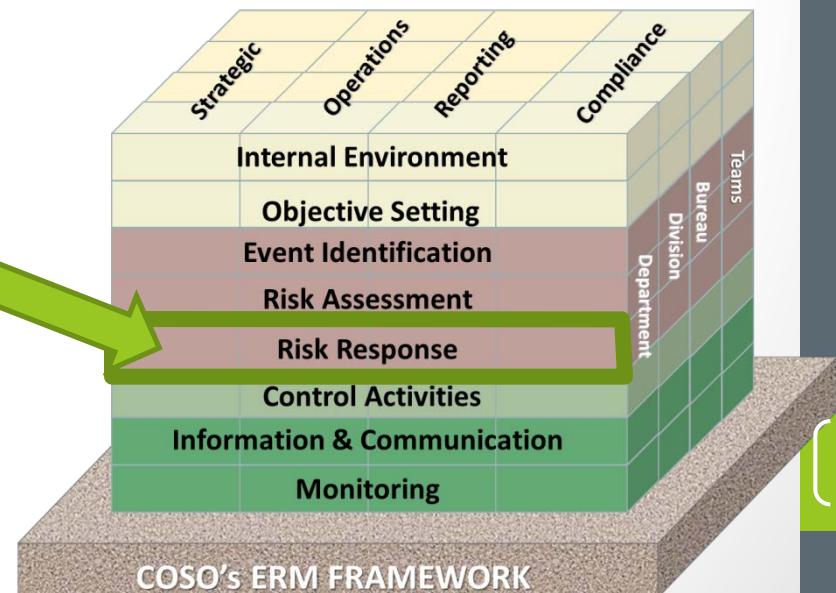 Strategic
Operations
Reporting
Compliance
Internal Environment
Objective Setting
Event Identification
Risk Assessment
Risk Response
Control Activities
Information & Communication
Monitoring
Department
Division
Bureau
Teams
COSO's ERM FRAMEWORK